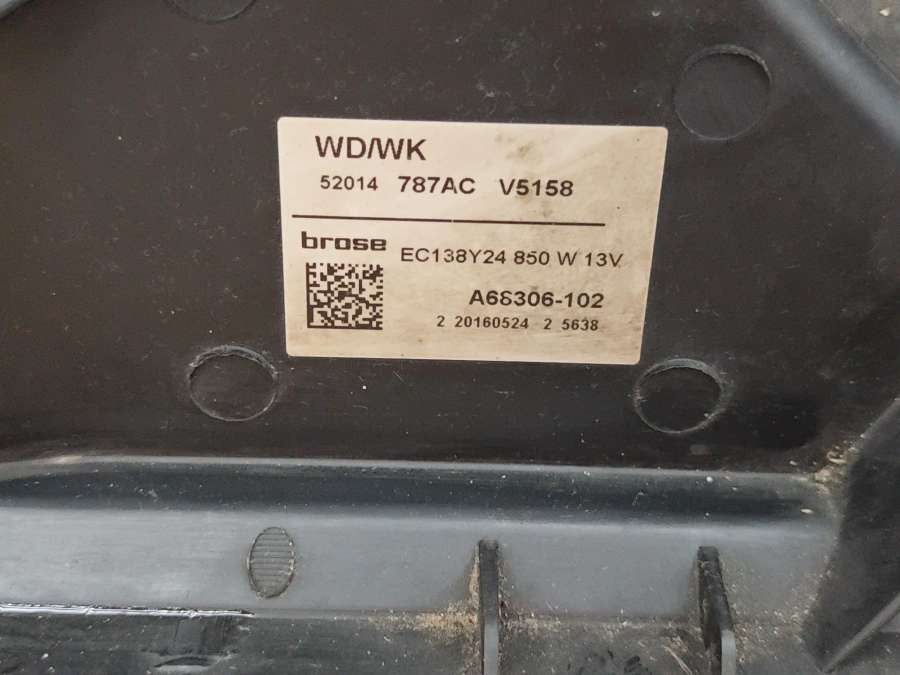 WD/WK
52014 787AC V5158
brose EC138Y24 850 W 13V
A68306-102
2 20160524 2 5638